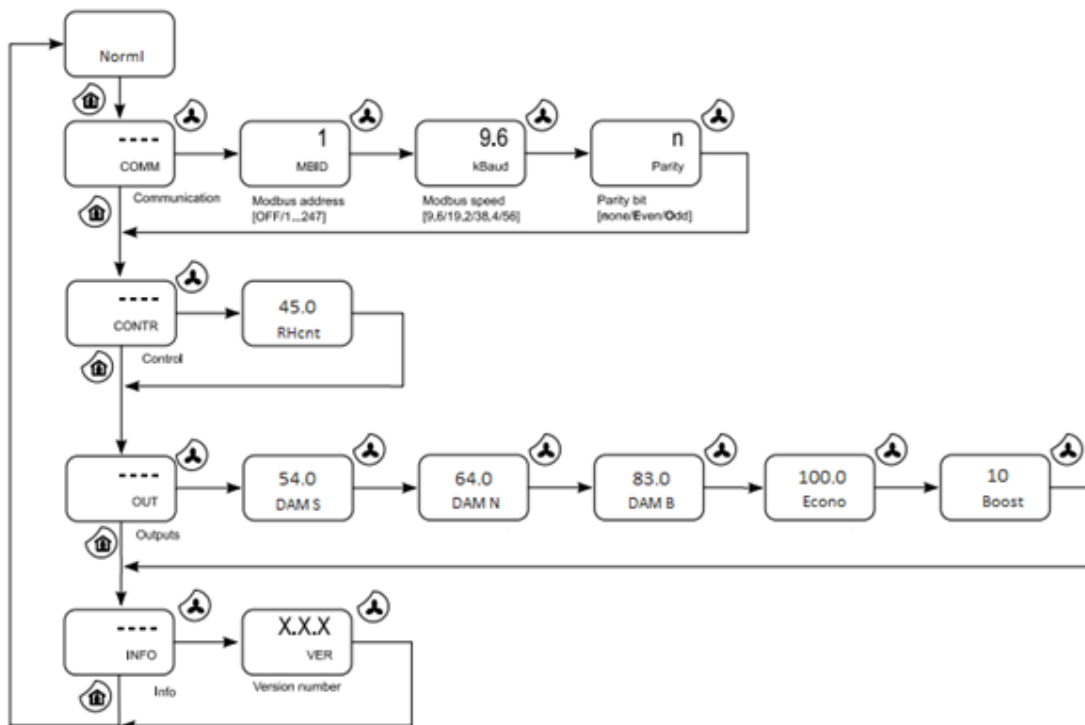 Norml
----
COMM
Communication
1
MBID
Modbus address
[OFF/1...247]
9.6
kBaud
Modbus speed
[9,6/19,2/38,4/56]
n
Parity
Parity bit
[none/Even/Odd]
----
CONTR
Control
45.0
RHcnt
----
OUT
Outputs
54.0
DAM S
64.0
DAM N
83.0
DAM B
100.0
Econo
10
Boost
----
INFO
Info
X.X.X
VER
Version number